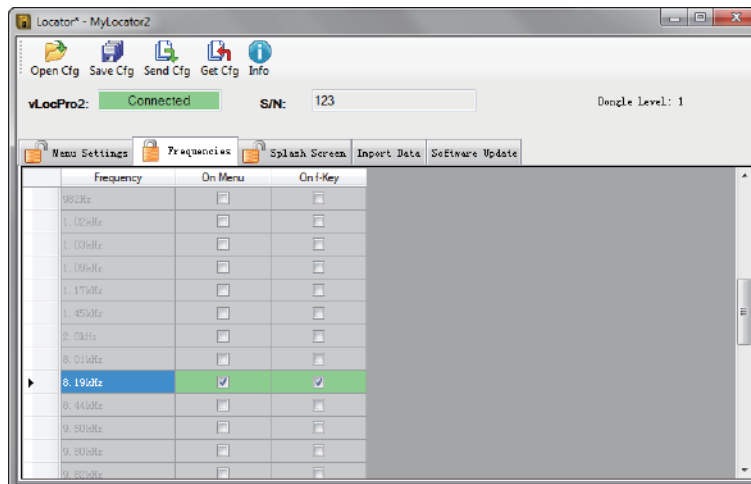 Locator* - MyLocator2
Open Cfg Save Cfg Send Cfg Get Cfg Info
vLocPro2: Connected S/N: 123 Dongle Level: 1
Menu Settings Frequencies Splash Screen Import Data Software Update
Frequency On Menu On f-Key
982Hz
1.02kHz
1.03kHz
1.09kHz
1.17kHz
1.45kHz
2.0kHz
8.01kHz
8.19kHz
8.44kHz
9.50kHz
9.80kHz
9.82kHz